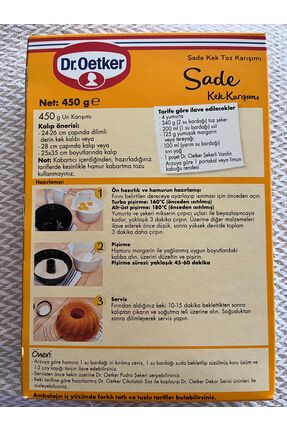 Sade Kek Toz Karışımı
Dr.Oetker
Sade
Kek Karışımı
Net: 450 g e
450 g Un Karışımı
Kalıp önerisi:
24-26 cm çapında dilimli
derin kek kalıbı veya
28 cm çapında kalıp veya
25x35 cm boyutlarında kalıp
Not: Kabartıcı içerdiğinden, hazırladığınız
tariflerde kesinlikle hamur kabartma tozu
kullanmayınız.
Tarife göre ilave edilecekler
- 4 yumurta
- 340 g (2 su bardağı) toz şeker
- 200 ml (1 su bardağı) süt
- 125 g yumuşak margarin
veya tereyağı veya
- 100 ml (yarım su bardağı)
sıvı yağ
- 1 poşet Dr. Oetker Şekerli Vanilin
- Arzuya göre 1 portakal veya limon
kabuğu rendesi
Hazırlanışı:
1
Ön hazırlık ve hamurun hazırlanışı
Fırını belirtilen dereceye ayarlayıp ısıtması için önceden açın.
Turbo pişirme: 160°C (önceden ısıtılmış)
Alt-üst pişirme: 180°C (önceden ısıtılmış)
Yumurta ve şekeri mikserin çırpıcı uçları ile beyazlaşıncaya
kadar, yaklaşık 3 dakika çırpın. Üzerine diğer malzemeleri
ilave ederek önce düşük, sonra yüksek devirde toplam
3 dakika daha çırpın.
2
Pişirme
Hamuru margarin ile yağlanmış uygun boyutlardaki
kalıba alın. üzerini düzeltin ve pişirin.
Pişirme süresi: yaklaşık 45-60 dakika
3
Servis
Fırından aldığınız keki 10-15 dakika beklettikten sonra
kalıptan çıkarın ve soğutma teli üzerine alın. Soğuduktan
sonra dilimleyerek servis yapın.
Öneri:
- Arzuya göre hamura 1 su bardağı iri kırılmış ceviz, 1 su bardağı suda bekletilip süzülmüş kuru üzüm ve
1-2 çay kaşığı tarçın ilave edebilirsiniz.
- Servisten önce kekin üzerine Dr. Oetker Pudra Şekeri serpebilirsiniz.
- Keki tarifine göre hazırlanmış Dr. Oetker Çikolatalı Sos ile kaplayıp Dr. Oetker Dekor Serisi ürünleri ile
süsleyebilirsiniz.
Ambalajın iç yüzünde farklı tatlı ve tuzlu tarifler bulabilirsiniz.